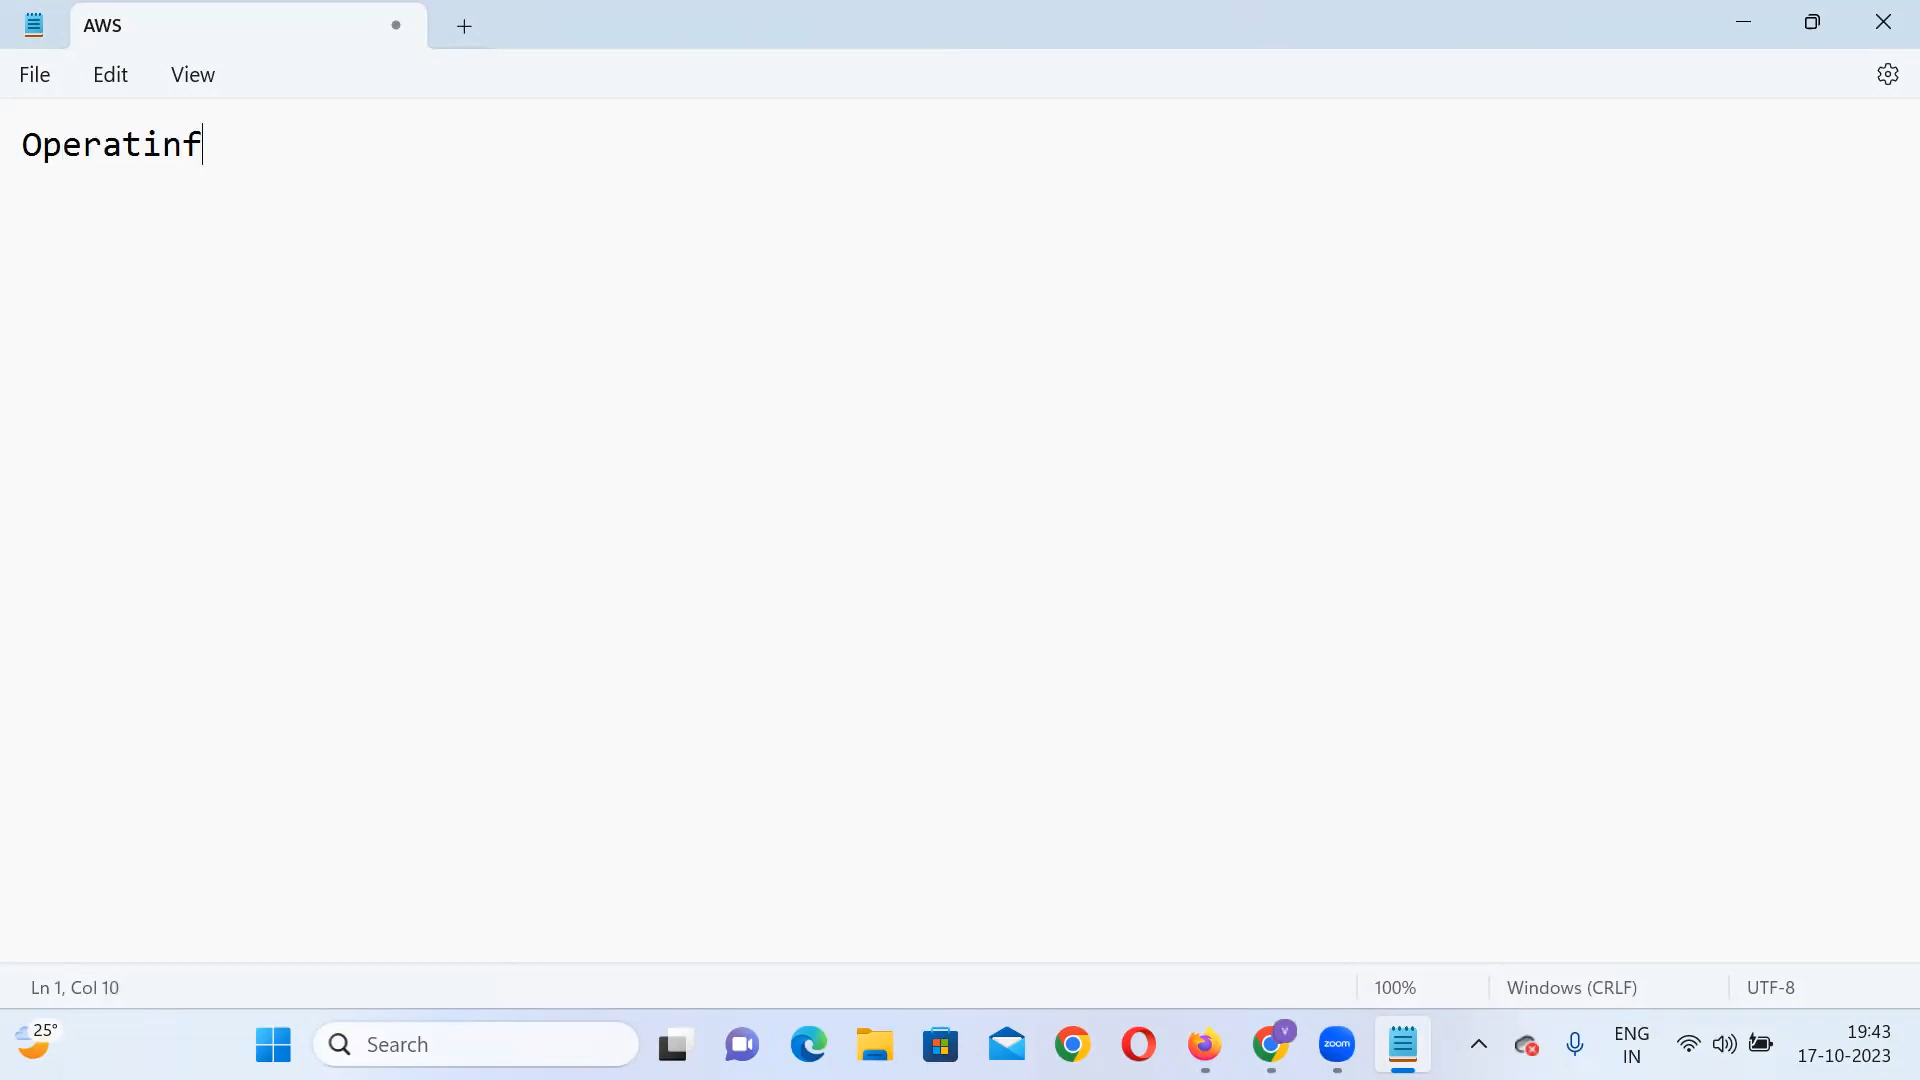 AWS
File Edit View
Operatinf
Ln 1, Col 10 100% Windows (CRLF) UTF-8
25° Search V zoom ENG 19:43
IN 17-10-2023